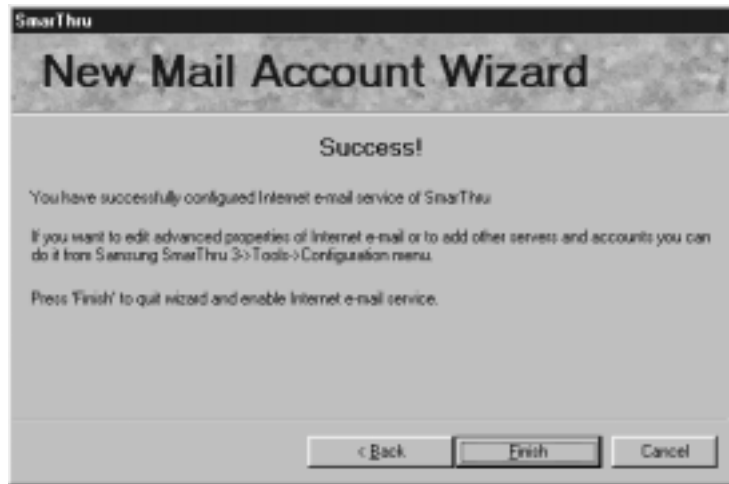 SmarThru
New Mail Account Wizard
Success!
You have successfully configured Internet e-mail service of SmarThru
If you want to edit advanced properties of Internet e-mail or to add other servers and accounts you can
do it from Samsung SmarThru 3->Tools->Configuration menu.
Press 'Finish' to quit wizard and enable Internet e-mail service.
< Back
Finish
Cancel